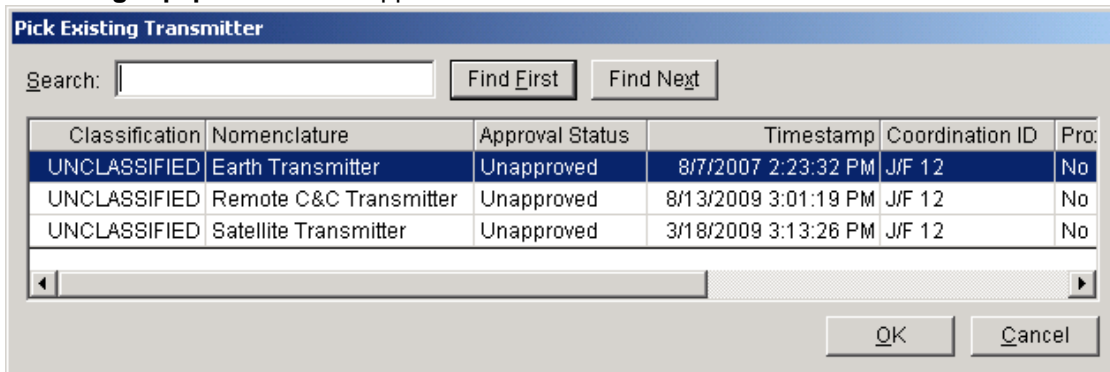 Pick Existing Transmitter
Search: Find First Find Next
Classification Nomenclature Approval Status Timestamp Coordination ID Pro
UNCLASSIFIED Earth Transmitter Unapproved 8/7/2007 2:23:32 PM J/F 12 No
UNCLASSIFIED Remote C&C Transmitter Unapproved 8/13/2009 3:01:19 PM J/F 12 No
UNCLASSIFIED Satellite Transmitter Unapproved 3/18/2009 3:13:26 PM J/F 12 No
OK Cancel